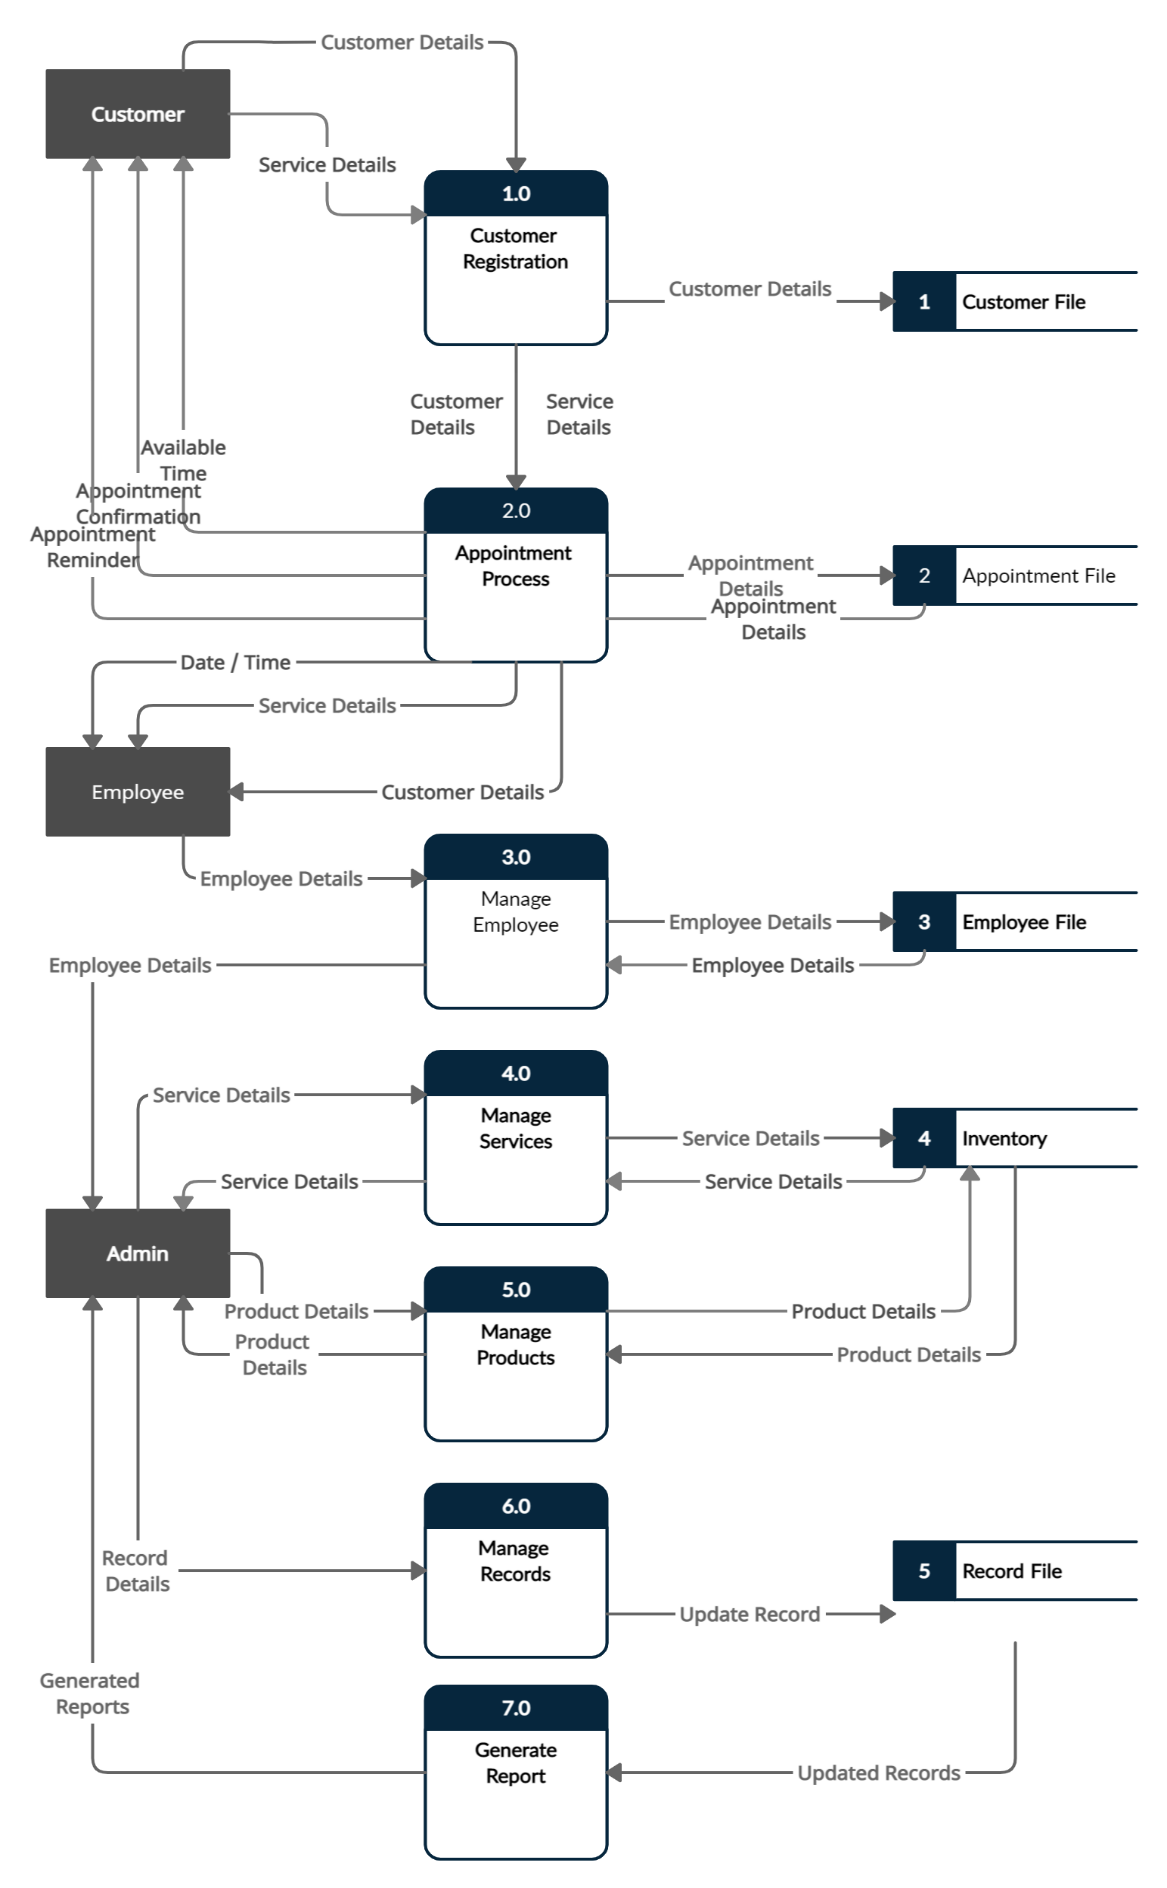 Customer Details
Customer
Service Details
1.0
Customer
Registration
Customer Details
1
Customer File
Customer
Details
Service
Details
Available
Time
Appointment
Confirmation
Appointment
Reminder
2.0
Appointment
Process
Appointment
Details
2
Appointment File
Appointment
Details
Date / Time
Service Details
Employee
Customer Details
3.0
Manage
Employee
Employee Details
Employee Details
3
Employee File
Employee Details
Employee Details
4.0
Manage
Services
Service Details
Service Details
4
Inventory
Service Details
Service Details
Admin
5.0
Manage
Products
Product Details
Product Details
Product
Details
Product Details
6.0
Manage
Records
Record
Details
5
Record File
Update Record
Generated
Reports
7.0
Generate
Report
Updated Records